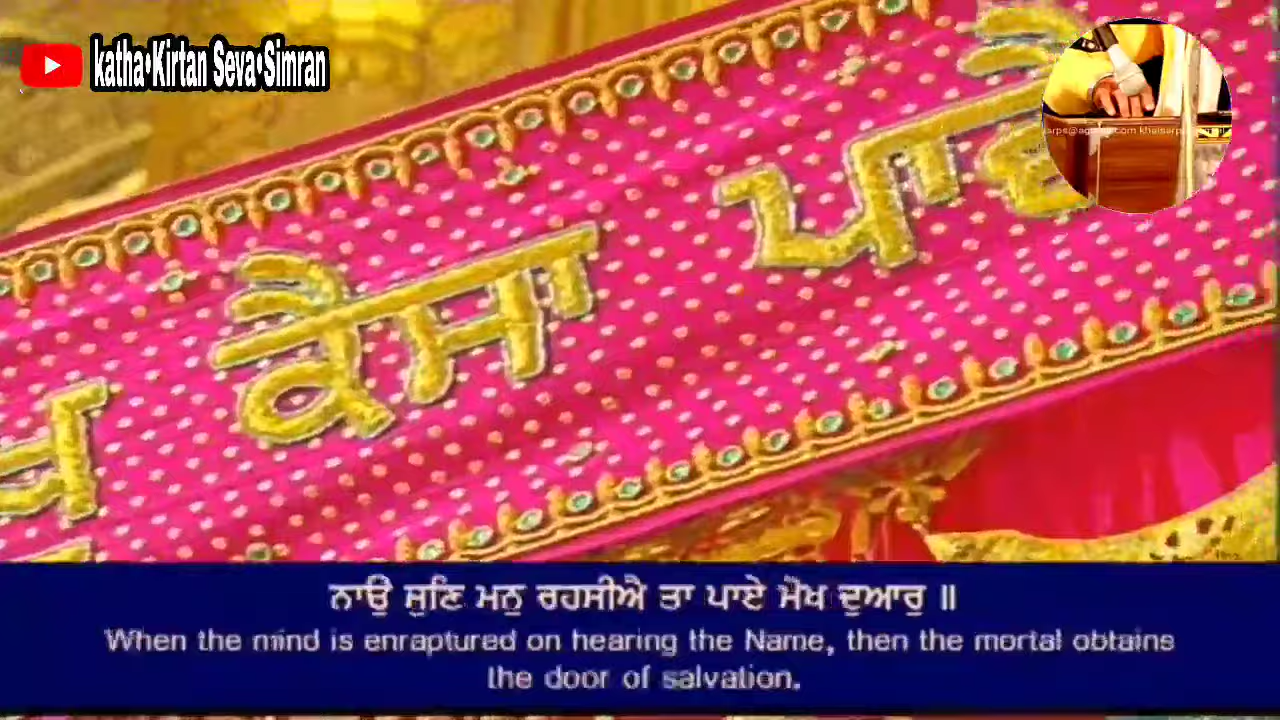 katha•Kirtan Seva•Simran
ਕੈਸਾ ਪਾਵੈ
ਨਾਉ ਸੁਣਿ ਮਨੁ ਰਹਸੀਐ ਤਾ ਪਾਏ ਮੋਖ ਦੁਆਰੁ ॥
When the mind is enraptured on hearing the Name, then the mortal obtains
the door of salvation.